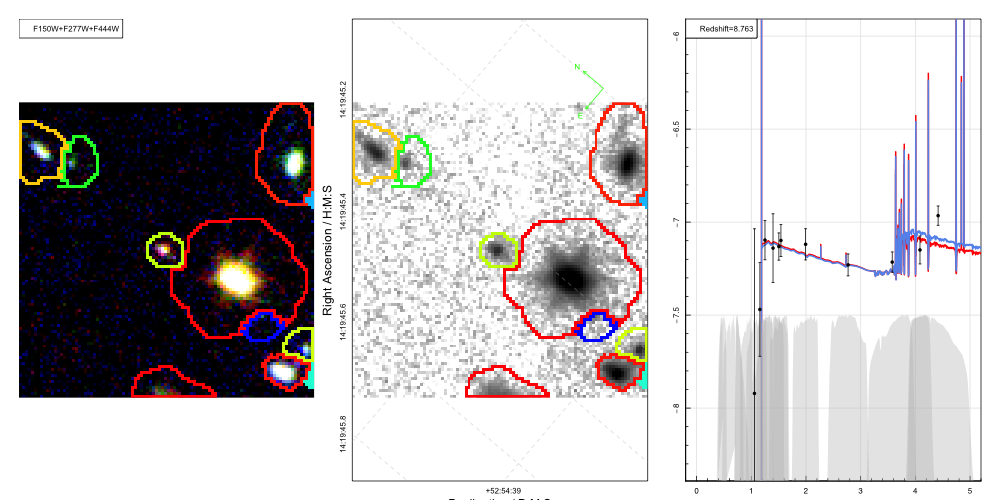 F150W+F277W+F444W
Redshift=8.763
N
E
Right Ascension / H:M:S
14:19:45.2
14:19:45.4
14:19:45.6
14:19:45.8
+52:54:39
-6
-6.5
-7
-7.5
-8
0 1 2 3 4 5